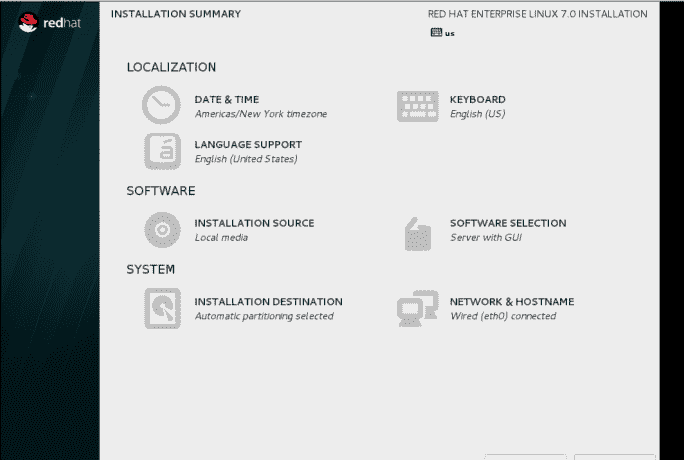 redhat
INSTALLATION SUMMARY
RED HAT ENTERPRISE LINUX 7.0 INSTALLATION
us
LOCALIZATION
DATE & TIME
Americas/New York timezone
KEYBOARD
English (US)
LANGUAGE SUPPORT
English (United States)
SOFTWARE
INSTALLATION SOURCE
Local media
SOFTWARE SELECTION
Server with GUI
SYSTEM
INSTALLATION DESTINATION
Automatic partitioning selected
NETWORK & HOSTNAME
Wired (eth0) connected